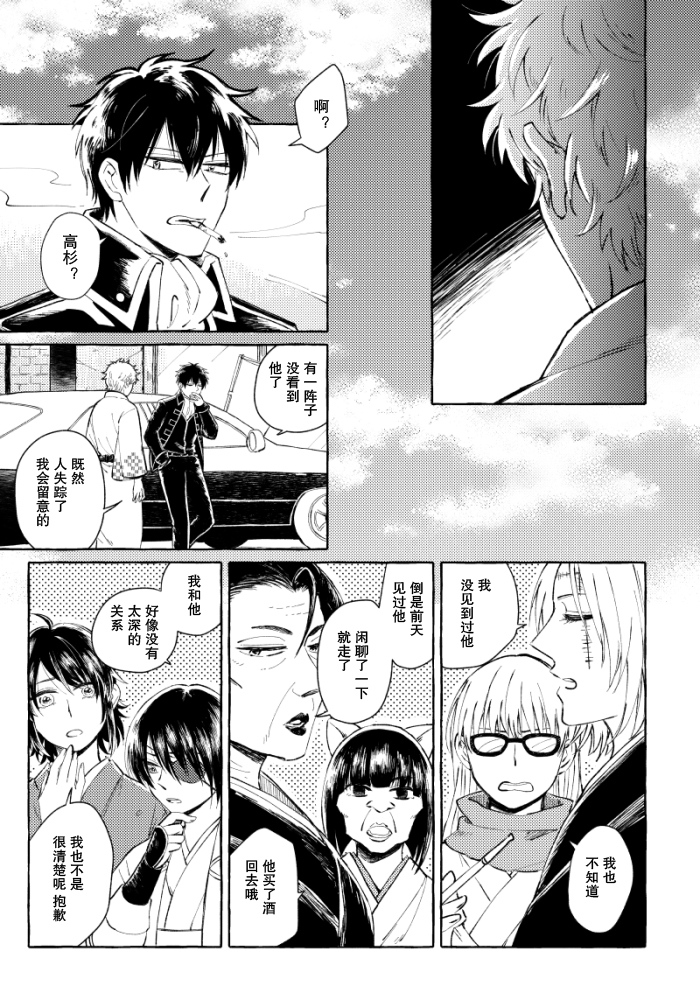 啊？
高杉？
有一阵子
没看到
他了
既然
人失踪了
我会留意的
我
没见到过他
我也
不知道
倒是前天
见过他
闲聊了一下
就走了
他买了酒
回去哦
我和他
好像没有
太深的
关系
我也不是
很清楚呢 抱歉